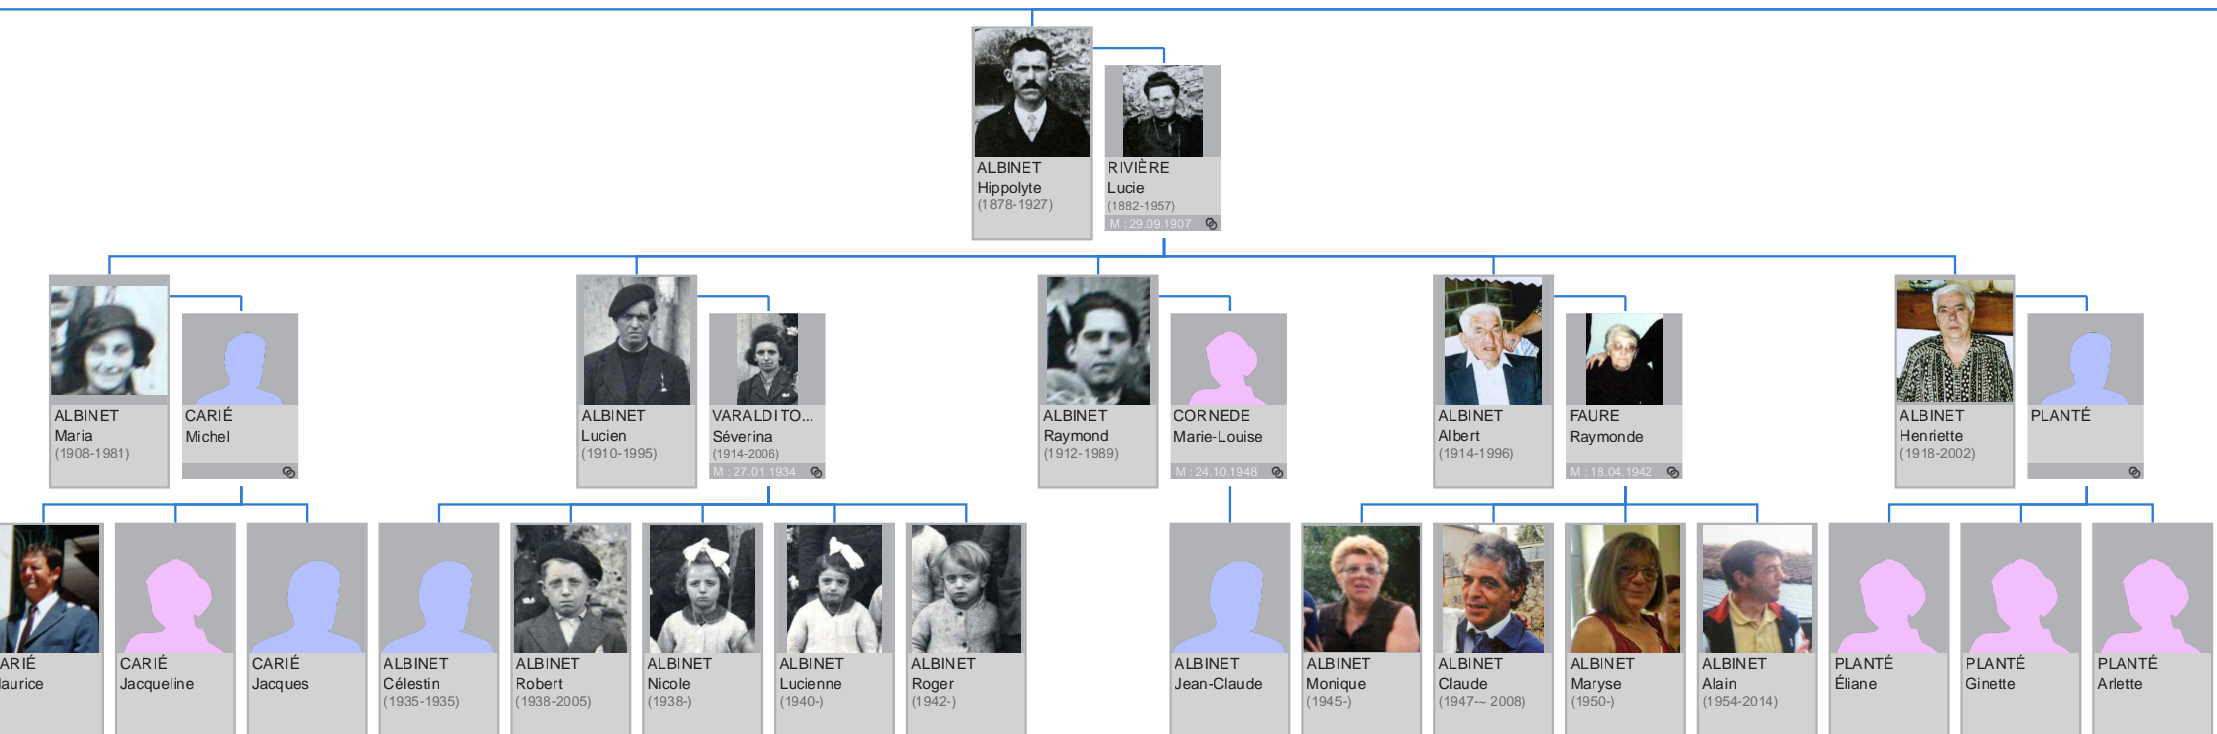 ALBINET
Hippolyte
(1878-1927)
RIVIÈRE
Lucie
(1882-1957)
M : 29.09.1907
ALBINET
Maria
(1908-1981)
CARIÉ
Michel
ALBINET
Lucien
(1910-1995)
VARALDI TO...
Séverina
(1914-2006)
M : 27.01.1934
ALBINET
Raymond
(1912-1989)
CORNEDE
Marie-Louise
M : 24.10.1948
ALBINET
Albert
(1914-1996)
FAURE
Raymonde
M : 18.04.1942
ALBINET
Henriette
(1918-2002)
PLANTÉ
ARIÉ
aurice
CARIÉ
Jacqueline
CARIÉ
Jacques
ALBINET
Célestin
(1935-1935)
ALBINET
Robert
(1938-2005)
ALBINET
Nicole
(1938-)
ALBINET
Lucienne
(1940-)
ALBINET
Roger
(1942-)
ALBINET
Jean-Claude
ALBINET
Monique
(1945-)
ALBINET
Claude
(1947-~ 2008)
ALBINET
Maryse
(1950-)
ALBINET
Alain
(1954-2014)
PLANTÉ
Éliane
PLANTÉ
Ginette
PLANTÉ
Arlette